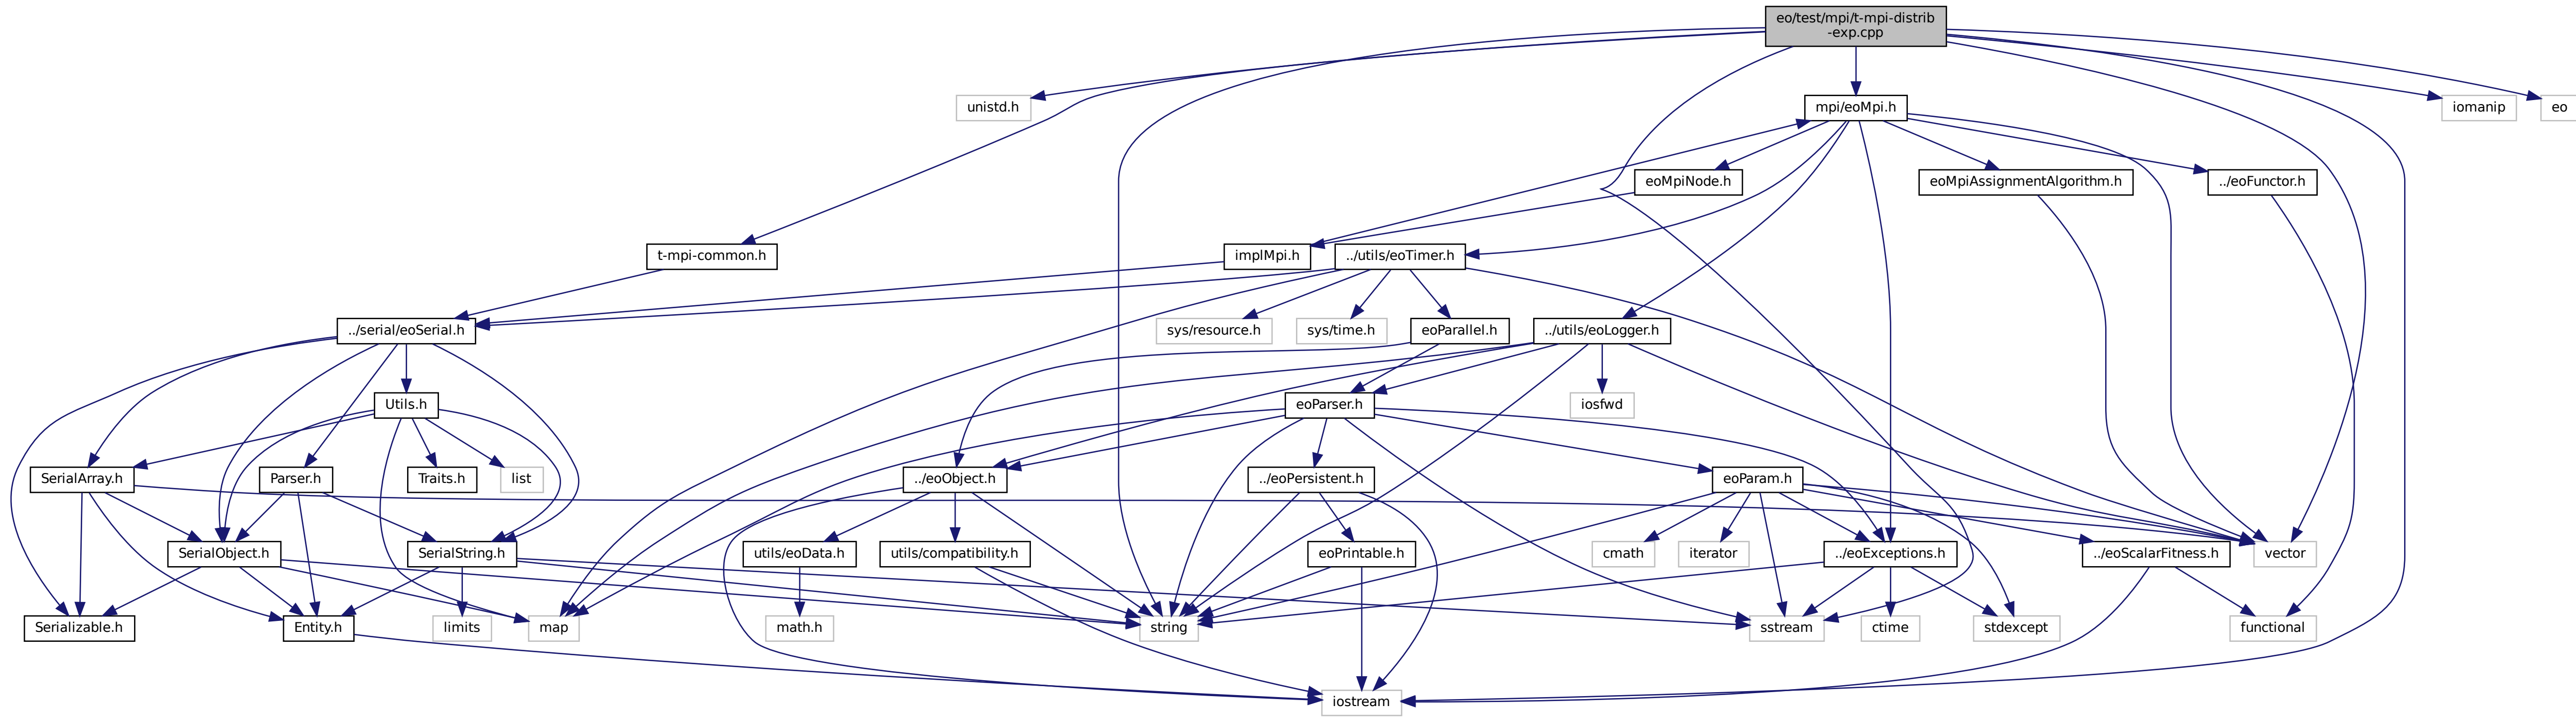 eo/test/mpi/t-mpi-distrib
-exp.cpp
unistd.h
mpi/eoMpi.h
iomanip
eo
eoMpiNode.h
eoMpiAssignmentAlgorithm.h
../eoFunctor.h
t-mpi-common.h
implMpi.h
../utils/eoTimer.h
../serial/eoSerial.h
sys/resource.h
sys/time.h
eoParallel.h
../utils/eoLogger.h
Utils.h
eoParser.h
iosfwd
SerialArray.h
Parser.h
Traits.h
list
../eoObject.h
../eoPersistent.h
eoParam.h
SerialObject.h
SerialString.h
utils/eoData.h
utils/compatibility.h
eoPrintable.h
cmath
iterator
../eoExceptions.h
../eoScalarFitness.h
vector
Serializable.h
Entity.h
limits
map
math.h
string
sstream
ctime
stdexcept
functional
iostream